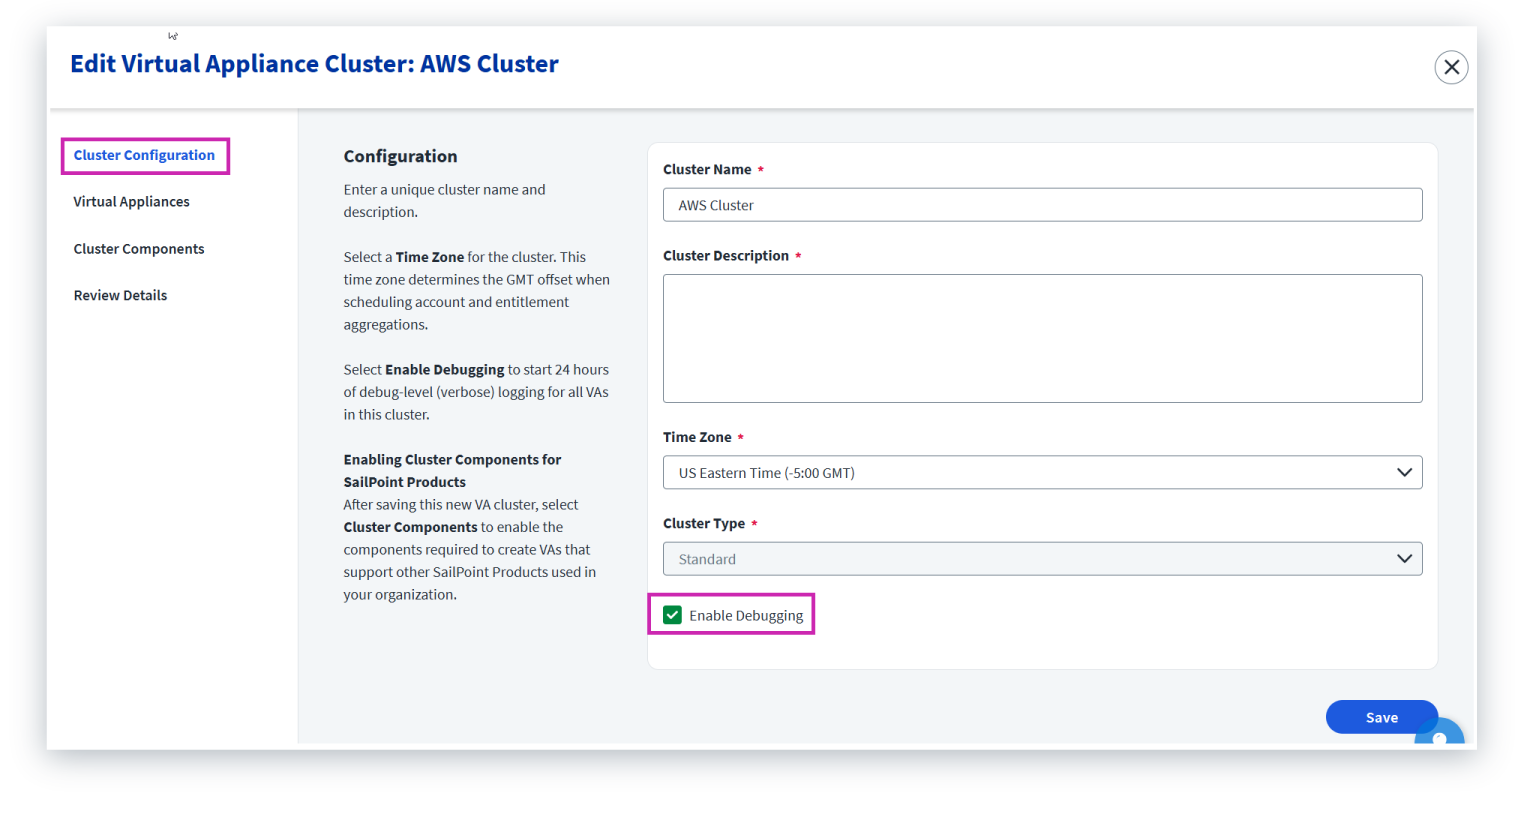 Edit Virtual Appliance Cluster: AWS Cluster
Cluster Configuration
Virtual Appliances
Cluster Components
Review Details
Configuration
Enter a unique cluster name and
description.
Select a Time Zone for the cluster. This
time zone determines the GMT offset when
scheduling account and entitlement
aggregations.
Select Enable Debugging to start 24 hours
of debug-level (verbose) logging for all VAs
in this cluster.
Enabling Cluster Components for
SailPoint Products
After saving this new VA cluster, select
Cluster Components to enable the
components required to create VAs that
support other SailPoint Products used in
your organization.
Cluster Name *
AWS Cluster
Cluster Description *
Time Zone *
US Eastern Time (-5:00 GMT)
Cluster Type *
Standard
Enable Debugging
Save